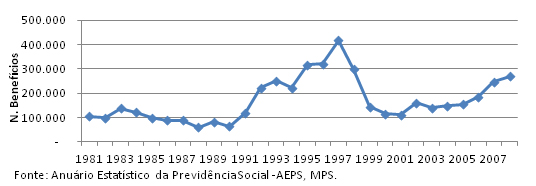 500.000
400.000
300.000
200.000
100.000
-
N. Benefícios
1981 1983 1985 1987 1989 1991 1993 1995 1997 1999 2001 2003 2005 2007
Fonte: Anuário Estatístico da PrevidênciaSocial -AEPS, MPS.